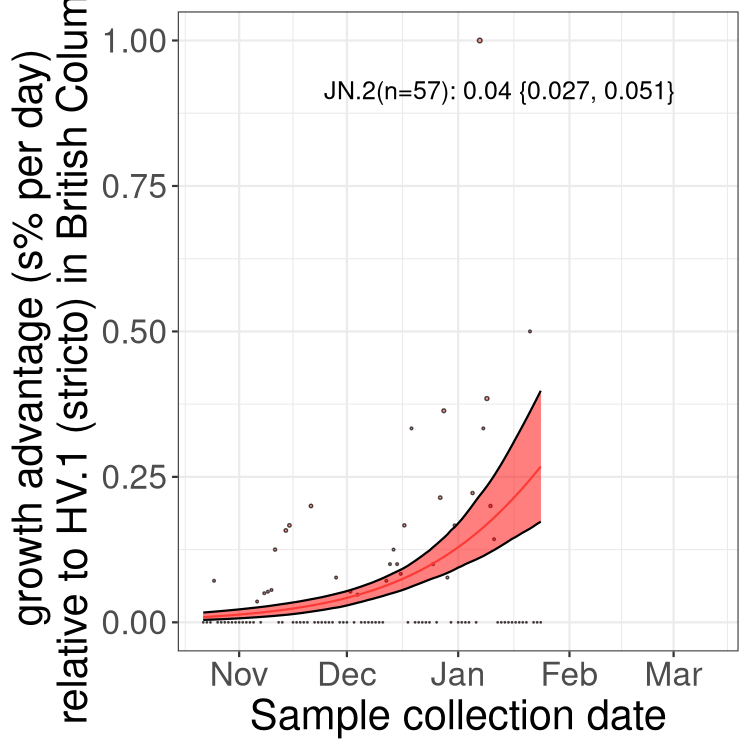 growth advantage (s% per day)
relative to HV.1 (stricto) in British Colum
1.00
0.75
0.50
0.25
0.00
JN.2(n=57): 0.04 {0.027, 0.051}
Nov Dec Jan Feb Mar
Sample collection date